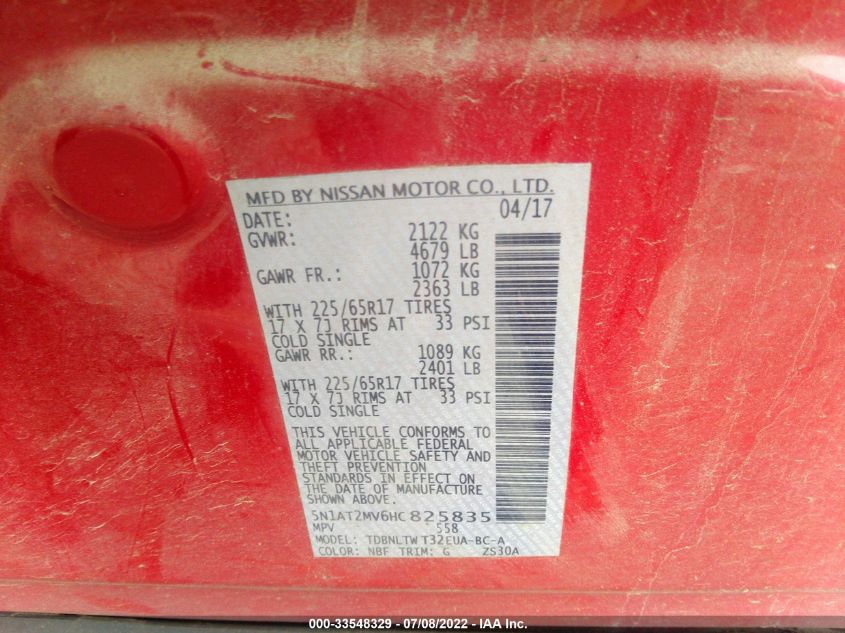 MFD BY NISSAN MOTOR CO., LTD.
DATE: 04/17
GVWR: 2122 KG
4679 LB
GAWR FR.: 1072 KG
2363 LB
WITH 225/65R17 TIRES
17 X 7J RIMS AT 33 PSI
COLD SINGLE
GAWR RR.: 1089 KG
2401 LB
WITH 225/65R17 TIRES
17 X 7J RIMS AT 33 PSI
COLD SINGLE
THIS VEHICLE CONFORMS TO
ALL APPLICABLE FEDERAL
MOTOR VEHICLE SAFETY AND
THEFT PREVENTION
STANDARDS IN EFFECT ON
THE DATE OF MANUFACTURE
SHOWN ABOVE.
5N1AT2MV6HC825835
MPV 558
MODEL: TDBNLTW T32EUA-BC-A
COLOR: NBF TRIM: G ZS30A
000-33548329 - 07/08/2022 - IAA Inc.